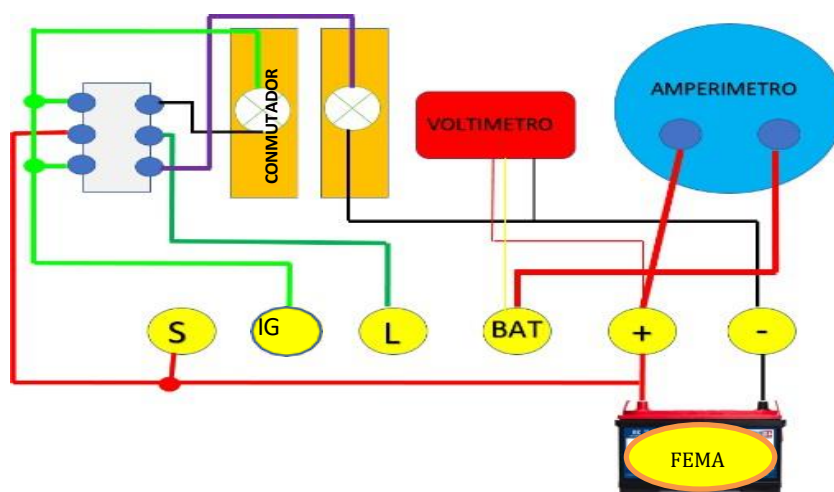 CONMUTADOR
VOLTIMETRO
AMPERIMETRO
S
IG
L
BAT
+
-
FEMA